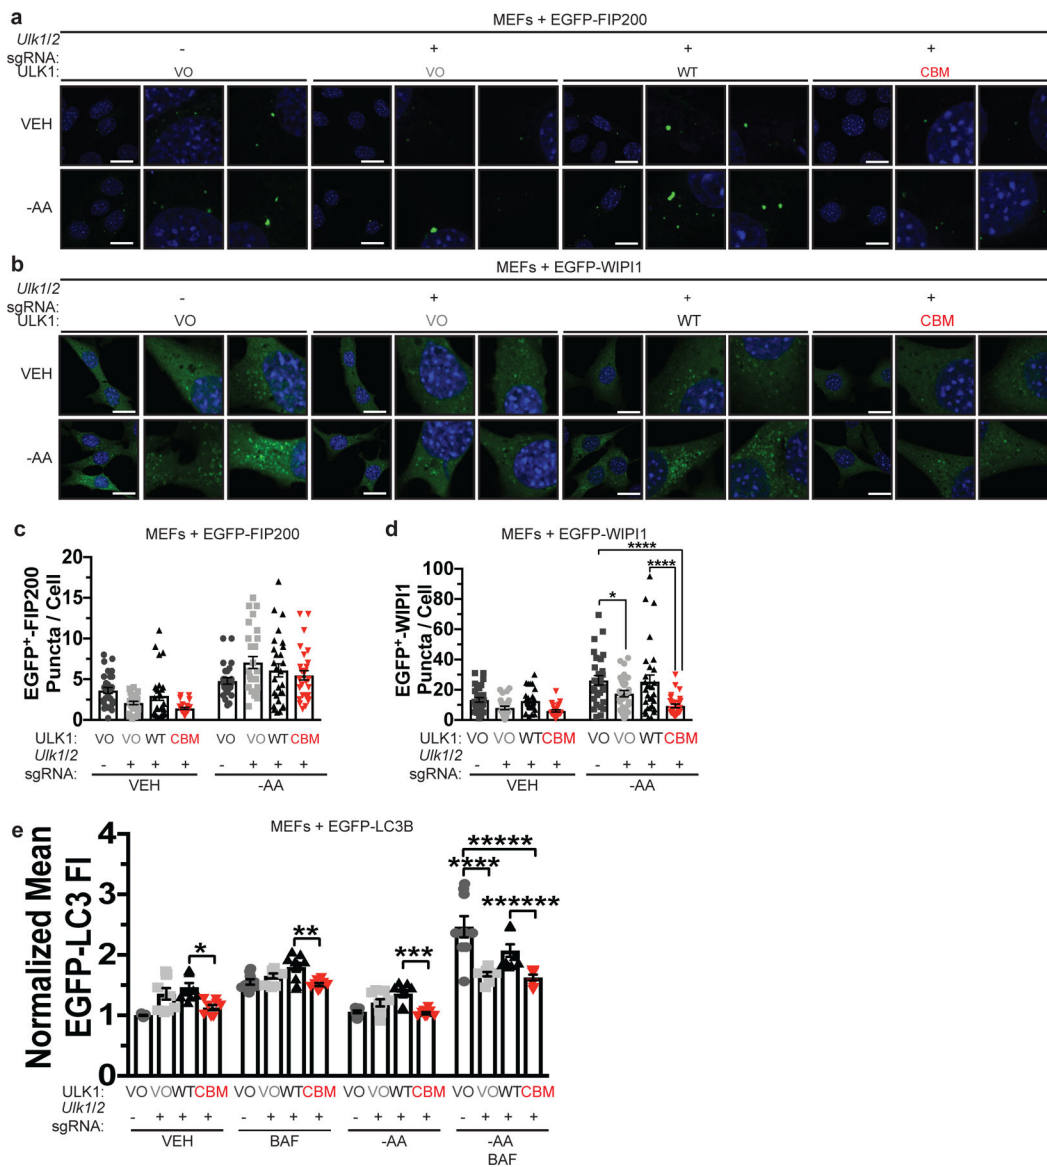 a
MEFs + EGFP-FIP200
Ulk1/2
sgRNA:
- + + +
ULK1: VO VO WT CBM
VEH
-AA
b
MEFs + EGFP-WIPI1
Ulk1/2
sgRNA:
- + + +
ULK1: VO VO WT CBM
VEH
-AA
c
MEFs + EGFP-FIP200
EGFP+-FIP200
Puncta / Cell
20
15
10
5
0
ULK1: VO VO WT CBM VO VO WT CBM
Ulk1/2
sgRNA:
- + + + - + + +
VEH -AA
d
MEFs + EGFP-WIPI1
EGFP+-WIPI1
Puncta / Cell
100
80
60
40
20
0
****
****
*
ULK1: VO VO WT CBM VO VO WT CBM
Ulk1/2
sgRNA:
- + + + - + + +
VEH -AA
e
MEFs + EGFP-LC3B
Normalized Mean
EGFP-LC3 FI
4
3
2
1
0
*
**
***
*****
****
******
ULK1: VO VO WT CBM VO VO WT CBM VO VO WT CBM VO VO WT CBM
Ulk1/2
sgRNA:
- + + + - + + + - + + + - + + +
VEH BAF -AA -AA
BAF